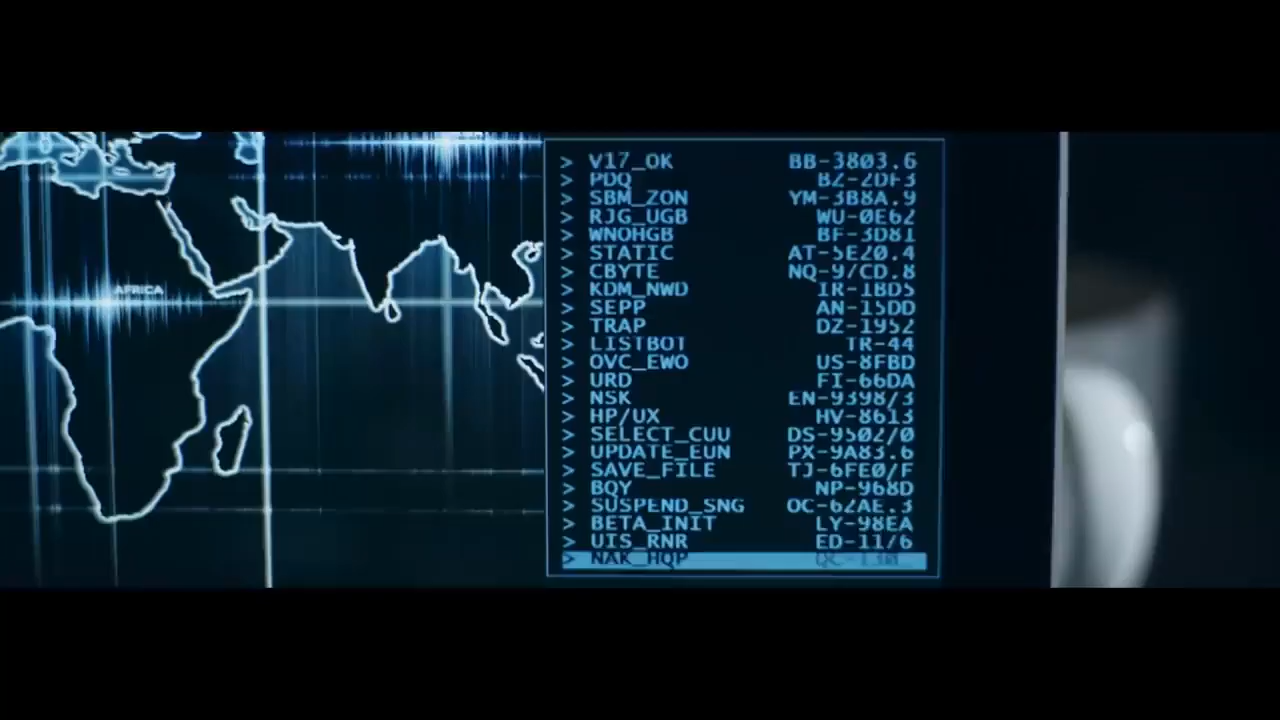 AFRICA
> V17_OK BB-3803.6
> PDQ BZ-2DF3
> SBM_ZON YM-3B8A.9
> RJG_UGB WU-0E62
> WNOHGB BF-3D81
> STATIC AT-5E20.4
> CBYTE NQ-97CD.8
> KDM_NWD IR-1BD5
> SEPP AN-15DD
> TRAP DZ-1952
> LISTBOT TR-44
> OVC_EWO US-8FBD
> URD FI-66DA
> NSK EN-9398/3
> HP/UX HV-8613
> SELECT_CUU DS-9502/0
> UPDATE_EUN PX-9A83.6
> SAVE_FILE TJ-6FE0/F
> BQY NP-968D
> SUSPEND_SNG OC-62AE.3
> BETA_INIT LY-98EA
> UIS_RNR ED-11/6
> NAK_HQP